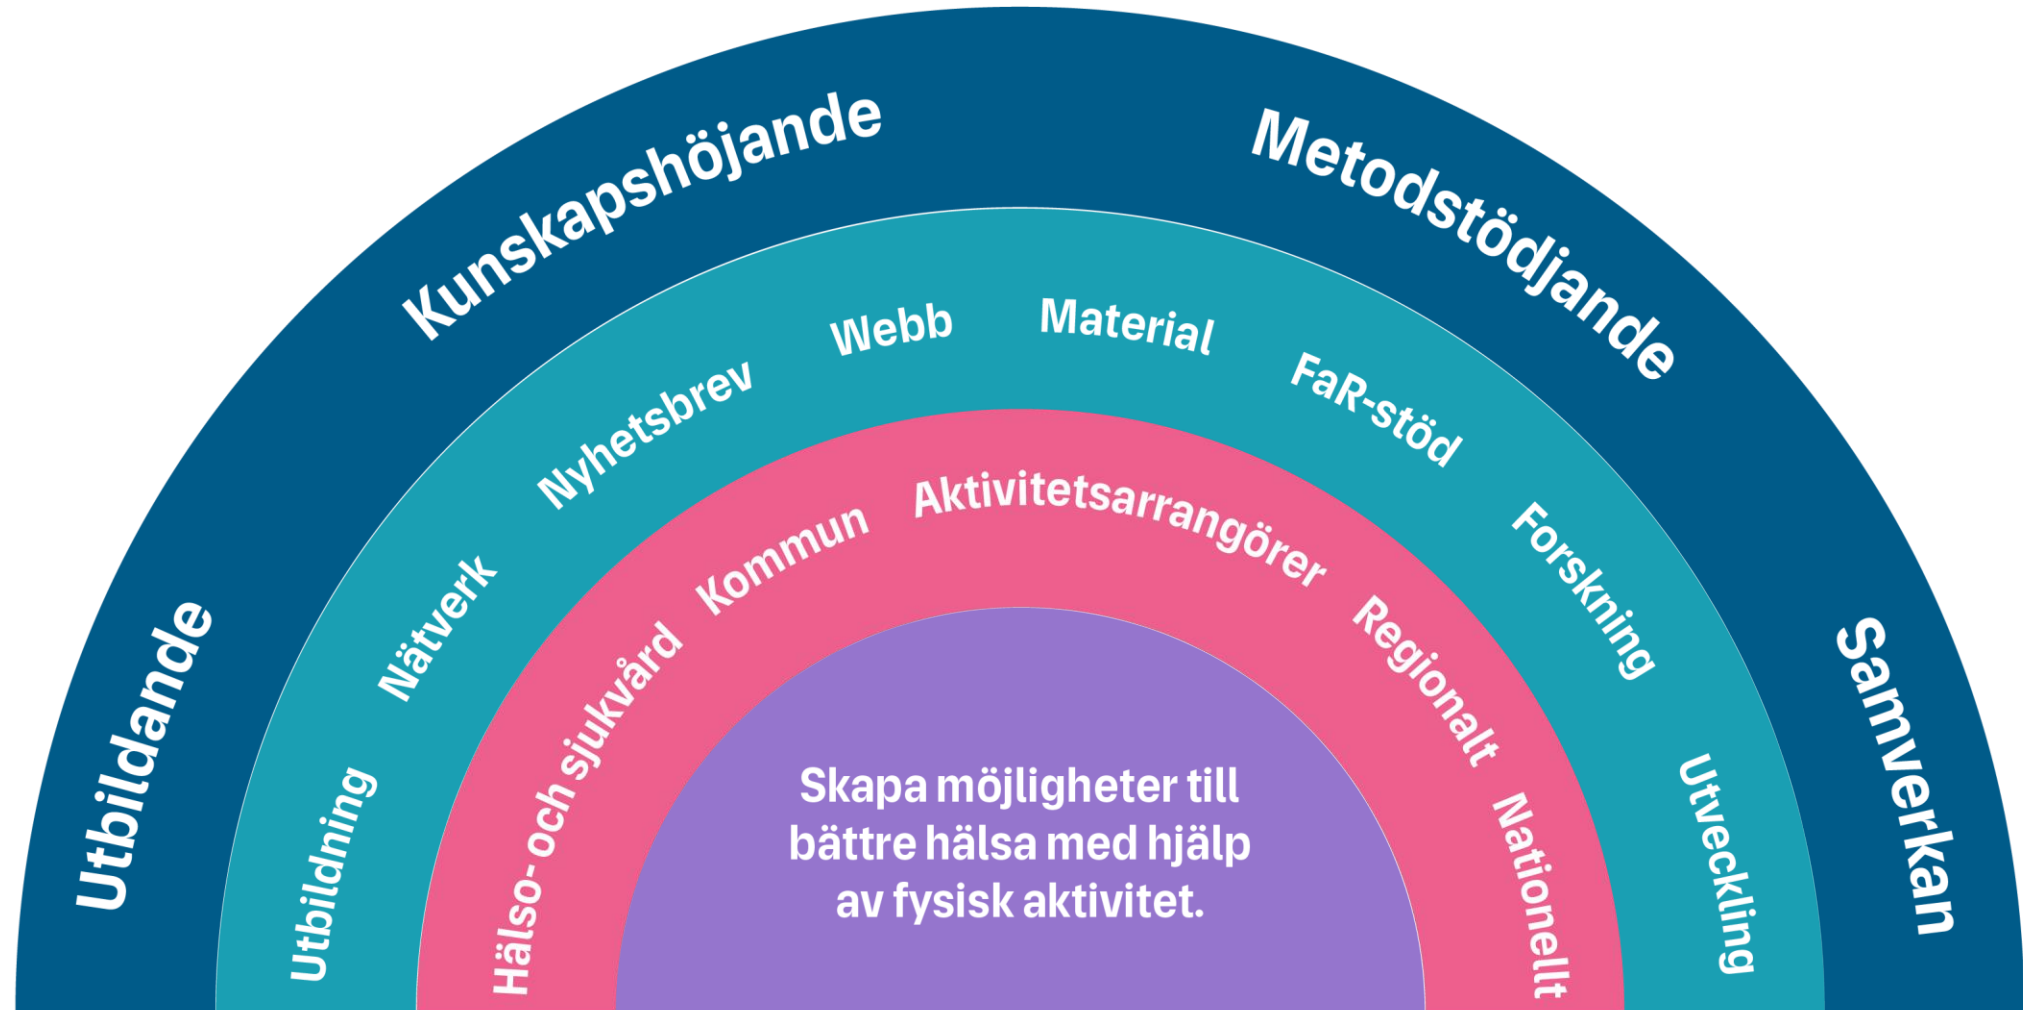 Utbildande
Kunskapshöjande
Metodstödjande
Samverkan
Utbildning
Nätverk
Nyhetsbrev
Webb
Material
FaR-stöd
Forskning
Utveckling
Hälso- och sjukvård
Kommun
Aktivitetsarrangörer
Regionalt
Nationellt
Skapa möjligheter till
bättre hälsa med hjälp
av fysisk aktivitet.